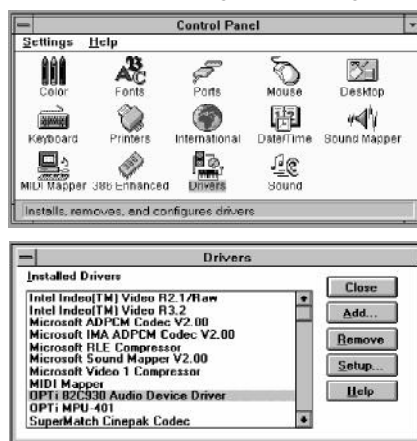 Control Panel
Settings Help
Color Fonts Ports Mouse Desktop
Keyboard Printers International Date/Time Sound Mapper
MIDI Mapper 386 Enhanced Drivers Sound
Installs, removes, and configures drivers
Drivers
Installed Drivers
Intel Indeo(TM) Video R2.1/Raw
Intel Indeo(TM) Video R3.2
Microsoft ADPCM Codec V2.00
Microsoft IMA ADPCM Codec V2.00
Microsoft RLE Compressor
Microsoft Sound Mapper V2.00
Microsoft Video 1 Compressor
MIDI Mapper
OPTi 82C930 Audio Device Driver
OPTi MPU-401
SuperMatch Cinepak Codec
Close
Add...
Remove
Setup...
Help